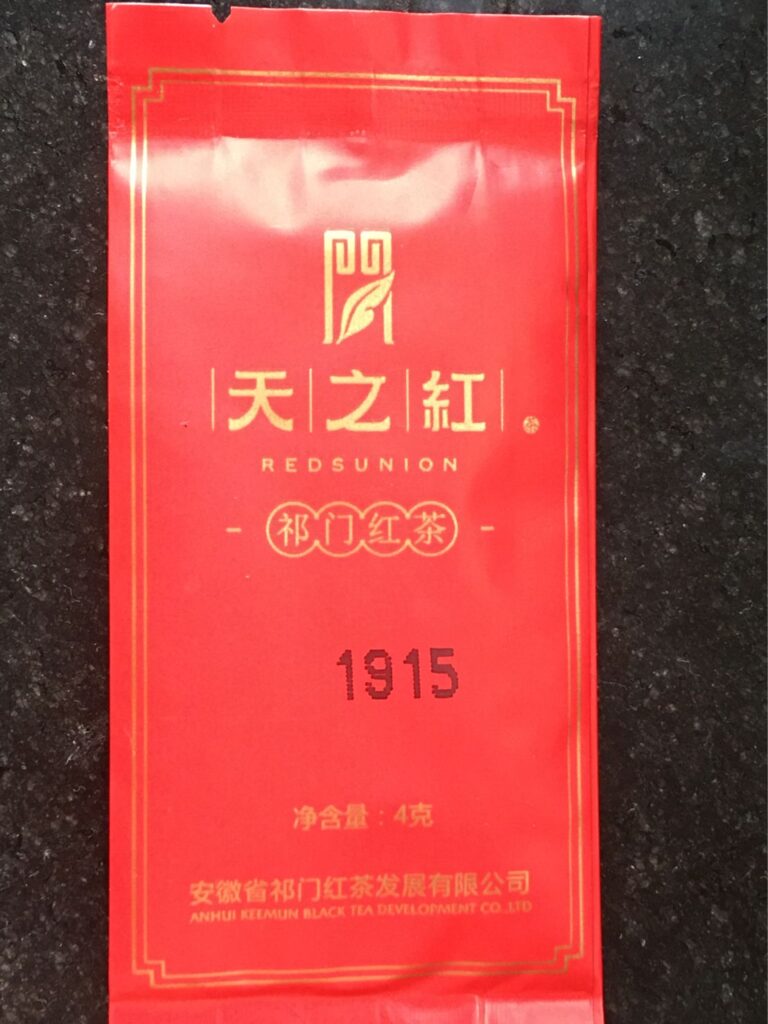 天之紅
REDSUNION
- 祁门红茶 -
1915
净含量：4克
安徽省祁门红茶发展有限公司
ANHUI KEEMUN BLACK TEA DEVELOPMENT CO.,LTD